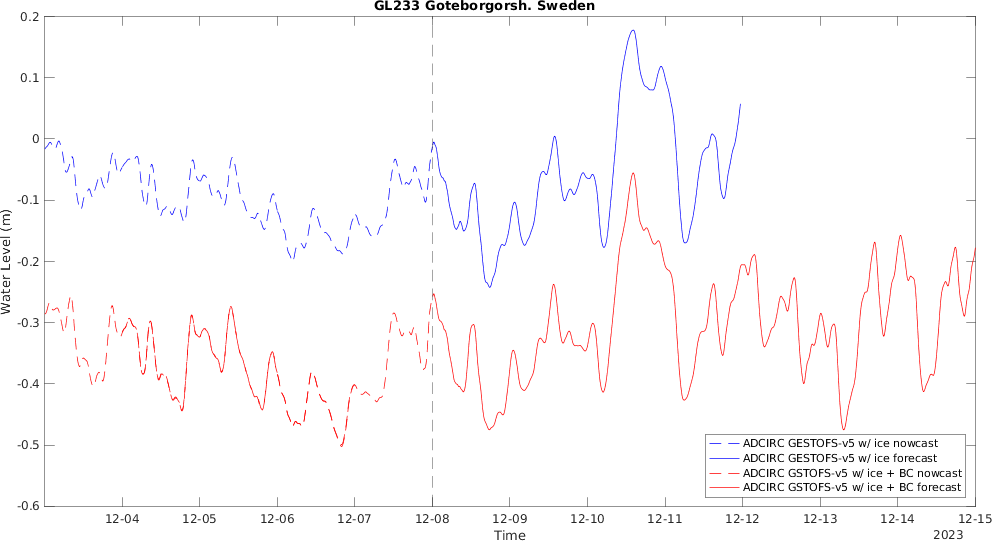 GL233 Goteborgorsh. Sweden
0.2
0.1
0
-0.1
-0.2
-0.3
-0.4
-0.5
-0.6
Water Level (m)
ADCIRC GESTOFS-v5 w/ ice nowcast
ADCIRC GESTOFS-v5 w/ ice forecast
ADCIRC GSTOFS-v5 w/ ice + BC nowcast
ADCIRC GSTOFS-v5 w/ ice + BC forecast
12-04 12-05 12-06 12-07 12-08 12-09 12-10 12-11 12-12 12-13 12-14 12-15
Time
2023